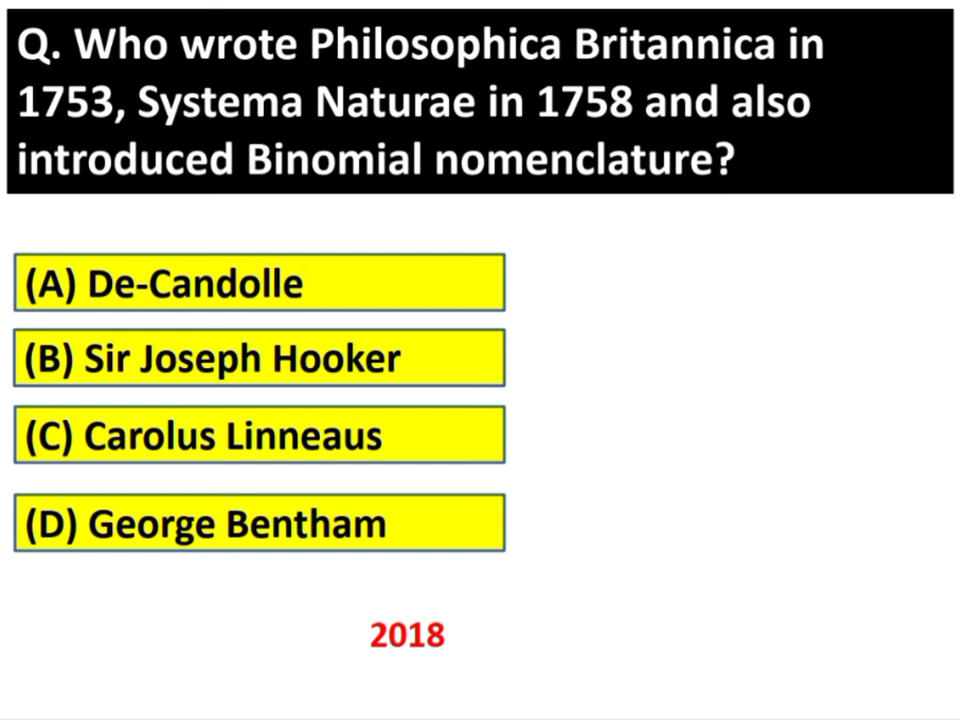 Q. Who wrote Philosophica Britannica in
1753, Systema Naturae in 1758 and also
introduced Binomial nomenclature?
(A) De-Candolle
(B) Sir Joseph Hooker
(C) Carolus Linneaus
(D) George Bentham
2018